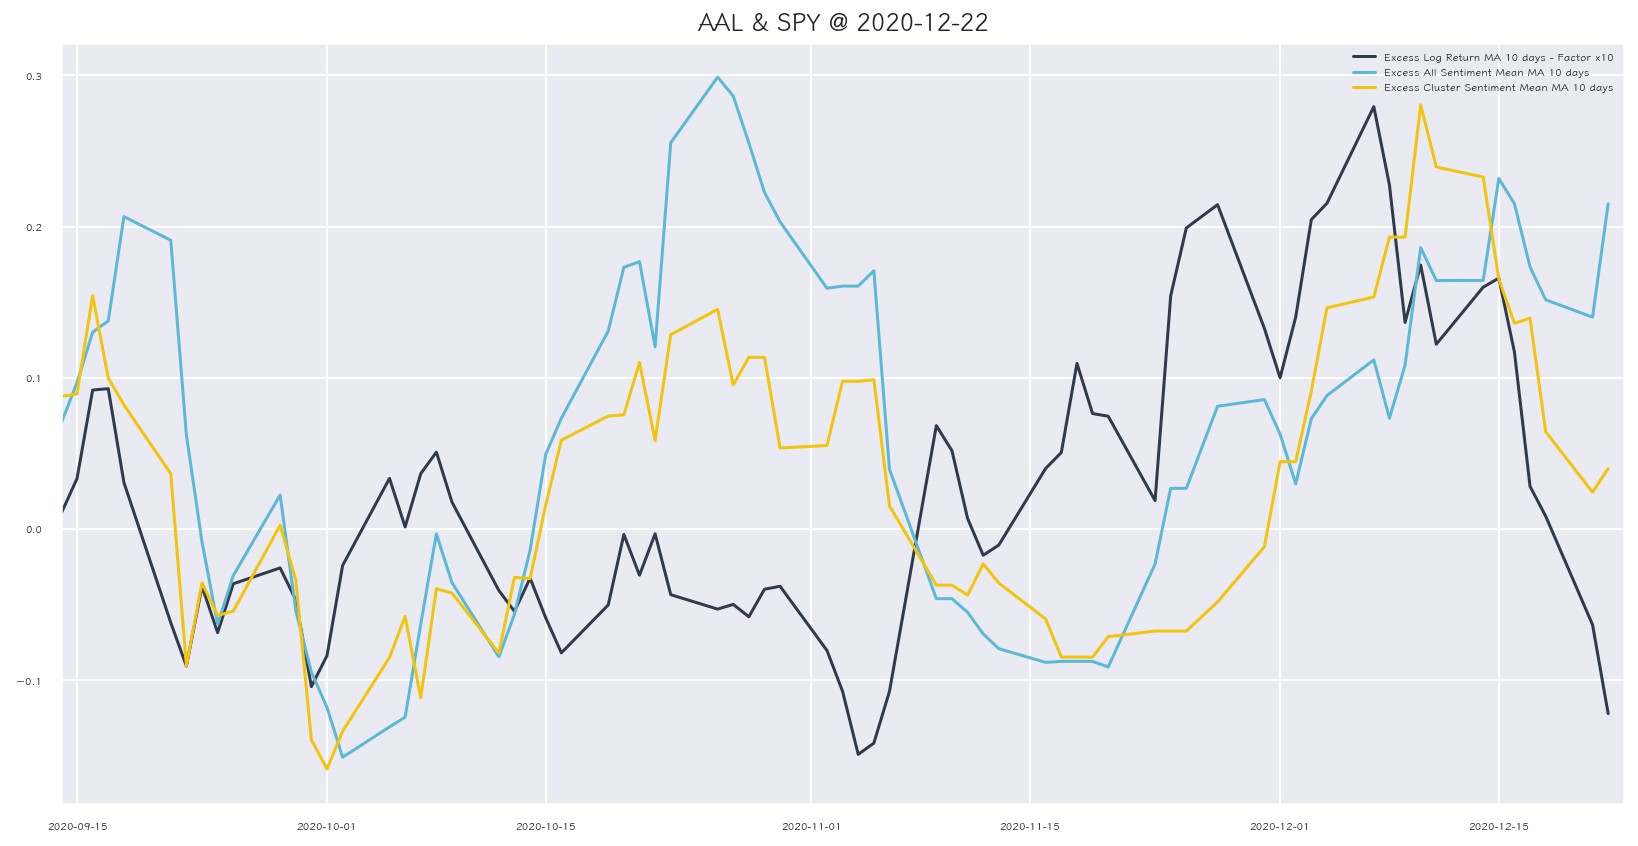 AAL & SPY @ 2020-12-22
Excess Log Return MA 10 days - Factor x10
Excess All Sentiment Mean MA 10 days
Excess Cluster Sentiment Mean MA 10 days
0.3
0.2
0.1
0.0
−0.1
2020-09-15 2020-10-01 2020-10-15 2020-11-01 2020-11-15 2020-12-01 2020-12-15